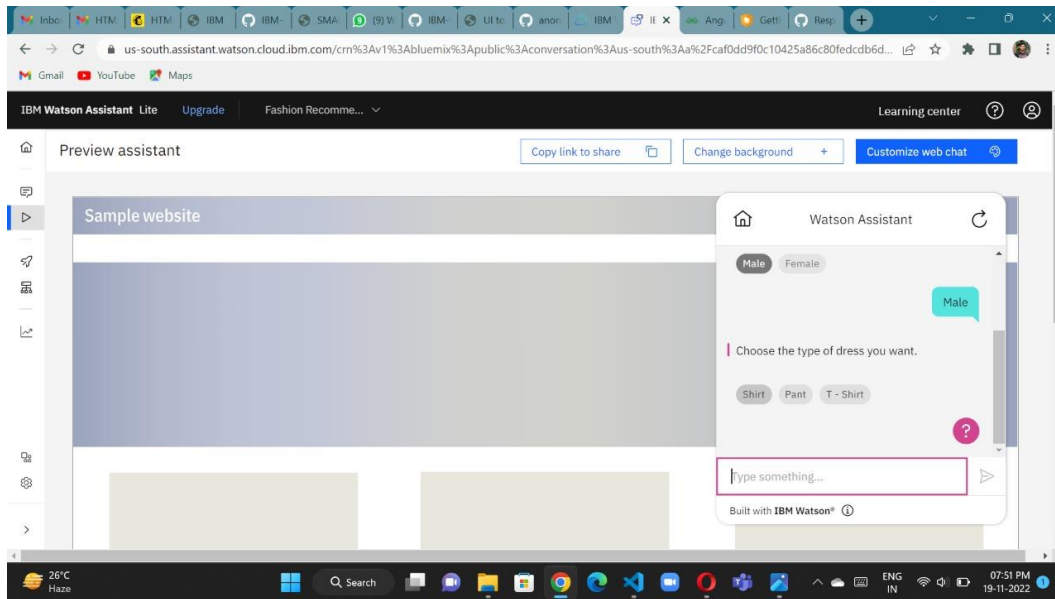 Inbo HTM HTM IBM IBM- SMA (9) W IBM- UI to anon IBM IE Ang Getti Resp
us-south.assistant.watson.cloud.ibm.com/crn%3Av1%3Abluemix%3Apublic%3Aconversation%3Aus-south%3Aa%2Fcaf0dd9f0c10425a86c80fedcdb6d...
Gmail YouTube Maps
IBM Watson Assistant Lite Upgrade Fashion Recomme... Learning center
Preview assistant Copy link to share Change background + Customize web chat
Sample website
Watson Assistant
Male Female
Male
Choose the type of dress you want.
Shirt Pant T - Shirt
?
Type something...
Built with IBM Watson®
26°C
Haze
Search
ENG
IN
07:51 PM
19-11-2022
1